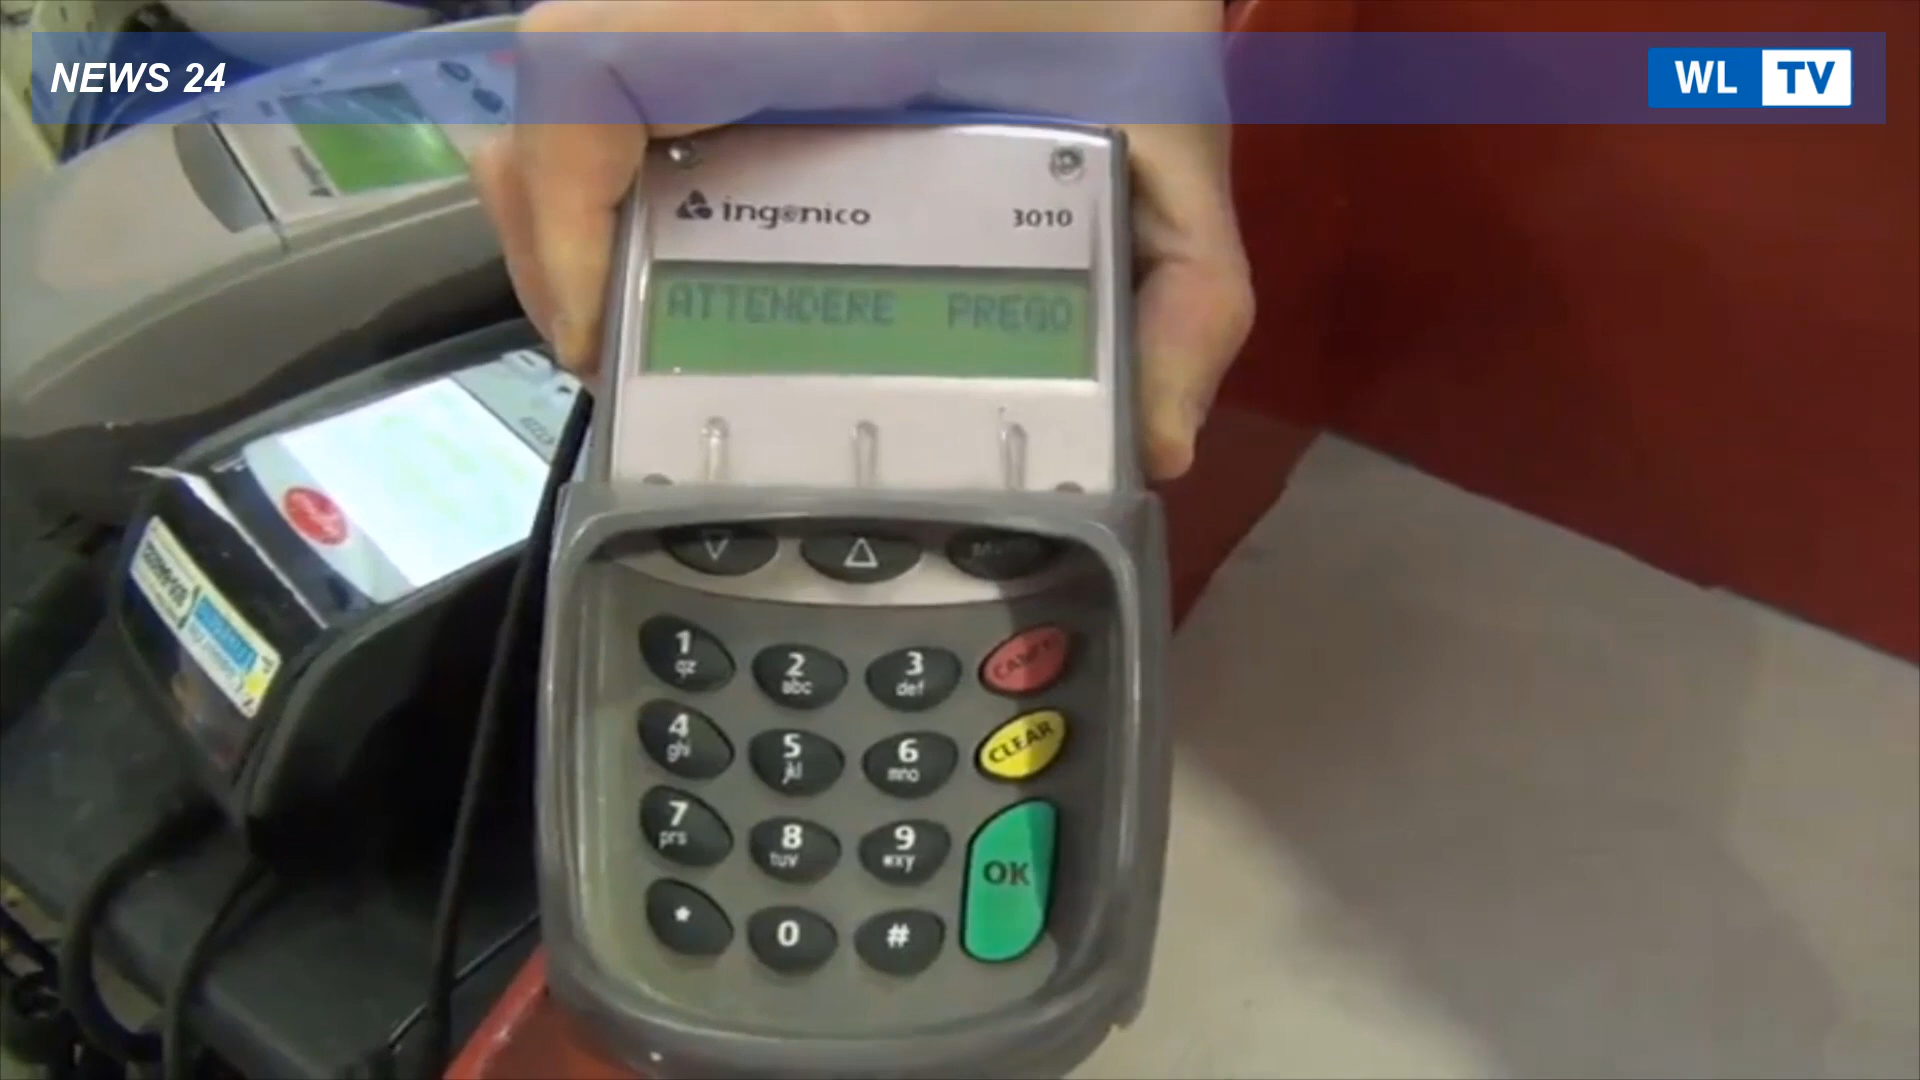 NEWS 24
WL TV
ingenico 3010
ATTENDERE PREGO
1 qz
2 abc
3 def
CANCEL
4 ghi
5 jkl
6 mno
CLEAR
7 prs
8 tuv
9 wxy
OK
*
0
#